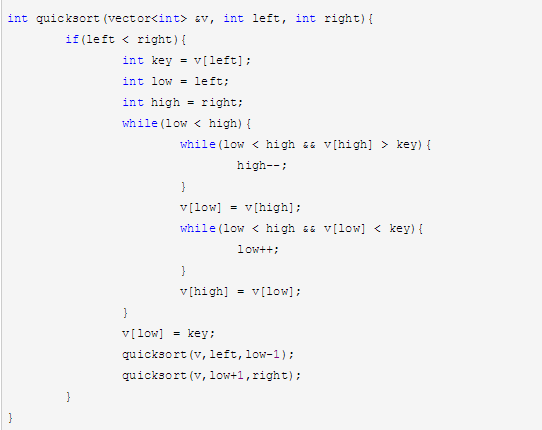 int quicksort(vector<int> &v, int left, int right){
        if(left < right){
                int key = v[left];
                int low = left;
                int high = right;
                while(low < high){
                        while(low < high && v[high] > key){
                                high--;
                        }
                        v[low] = v[high];
                        while(low < high && v[low] < key){
                                low++;
                        }
                        v[high] = v[low];
                }
                v[low] = key;
                quicksort(v,left,low-1);
                quicksort(v,low+1,right);
        }
}